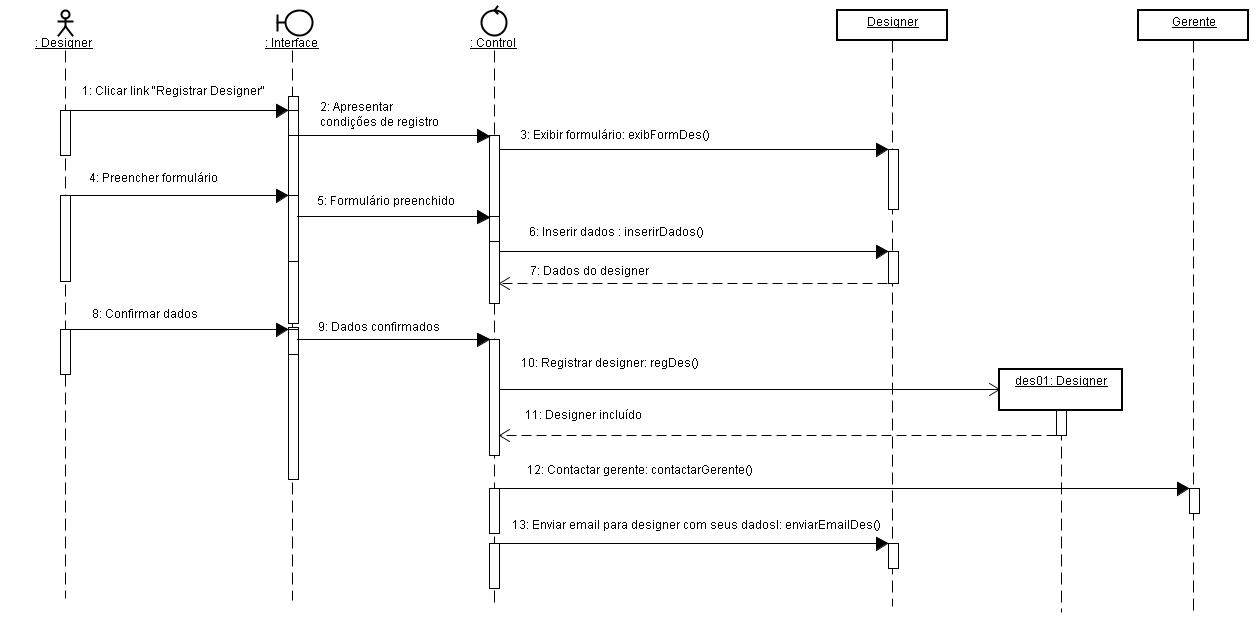 : Designer
: Interface
: Control
Designer
Gerente
1: Clicar link "Registrar Designer"
2: Apresentar
condições de registro
3: Exibir formulário: exibFormDes()
4: Preencher formulário
5: Formulário preenchido
6: Inserir dados : inserirDados()
7: Dados do designer
8: Confirmar dados
9: Dados confirmados
10: Registrar designer: regDes()
des01: Designer
11: Designer incluído
12: Contactar gerente: contactarGerente()
13: Enviar email para designer com seus dadosI: enviarEmailDes()